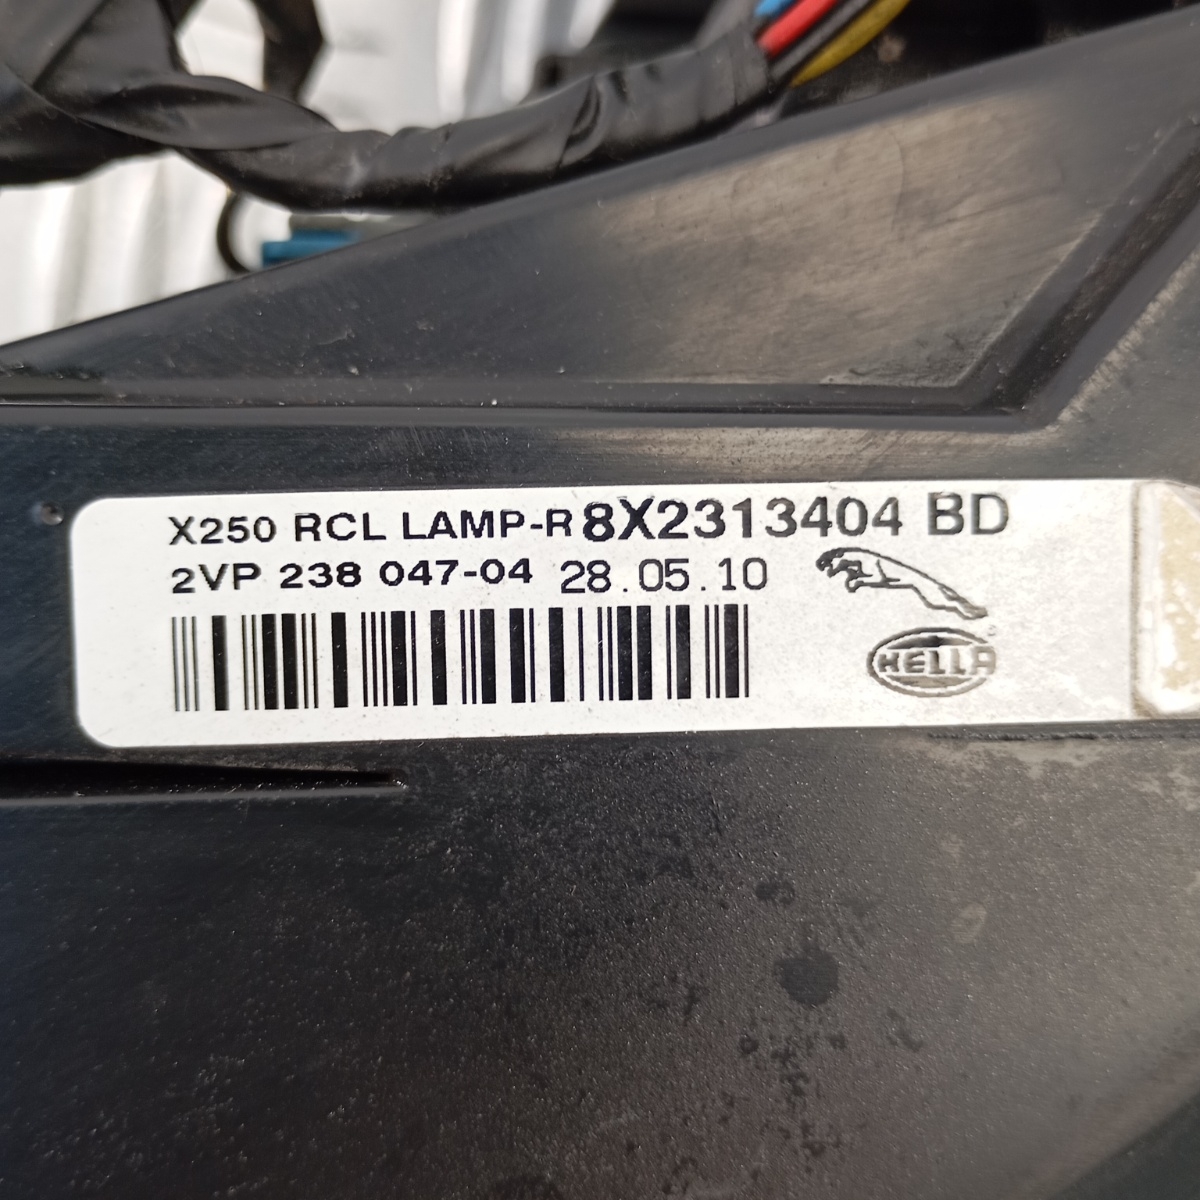 X250 RCL LAMP-R 8X2313404 BD
2VP 238 047-04 28.05.10
HELLA